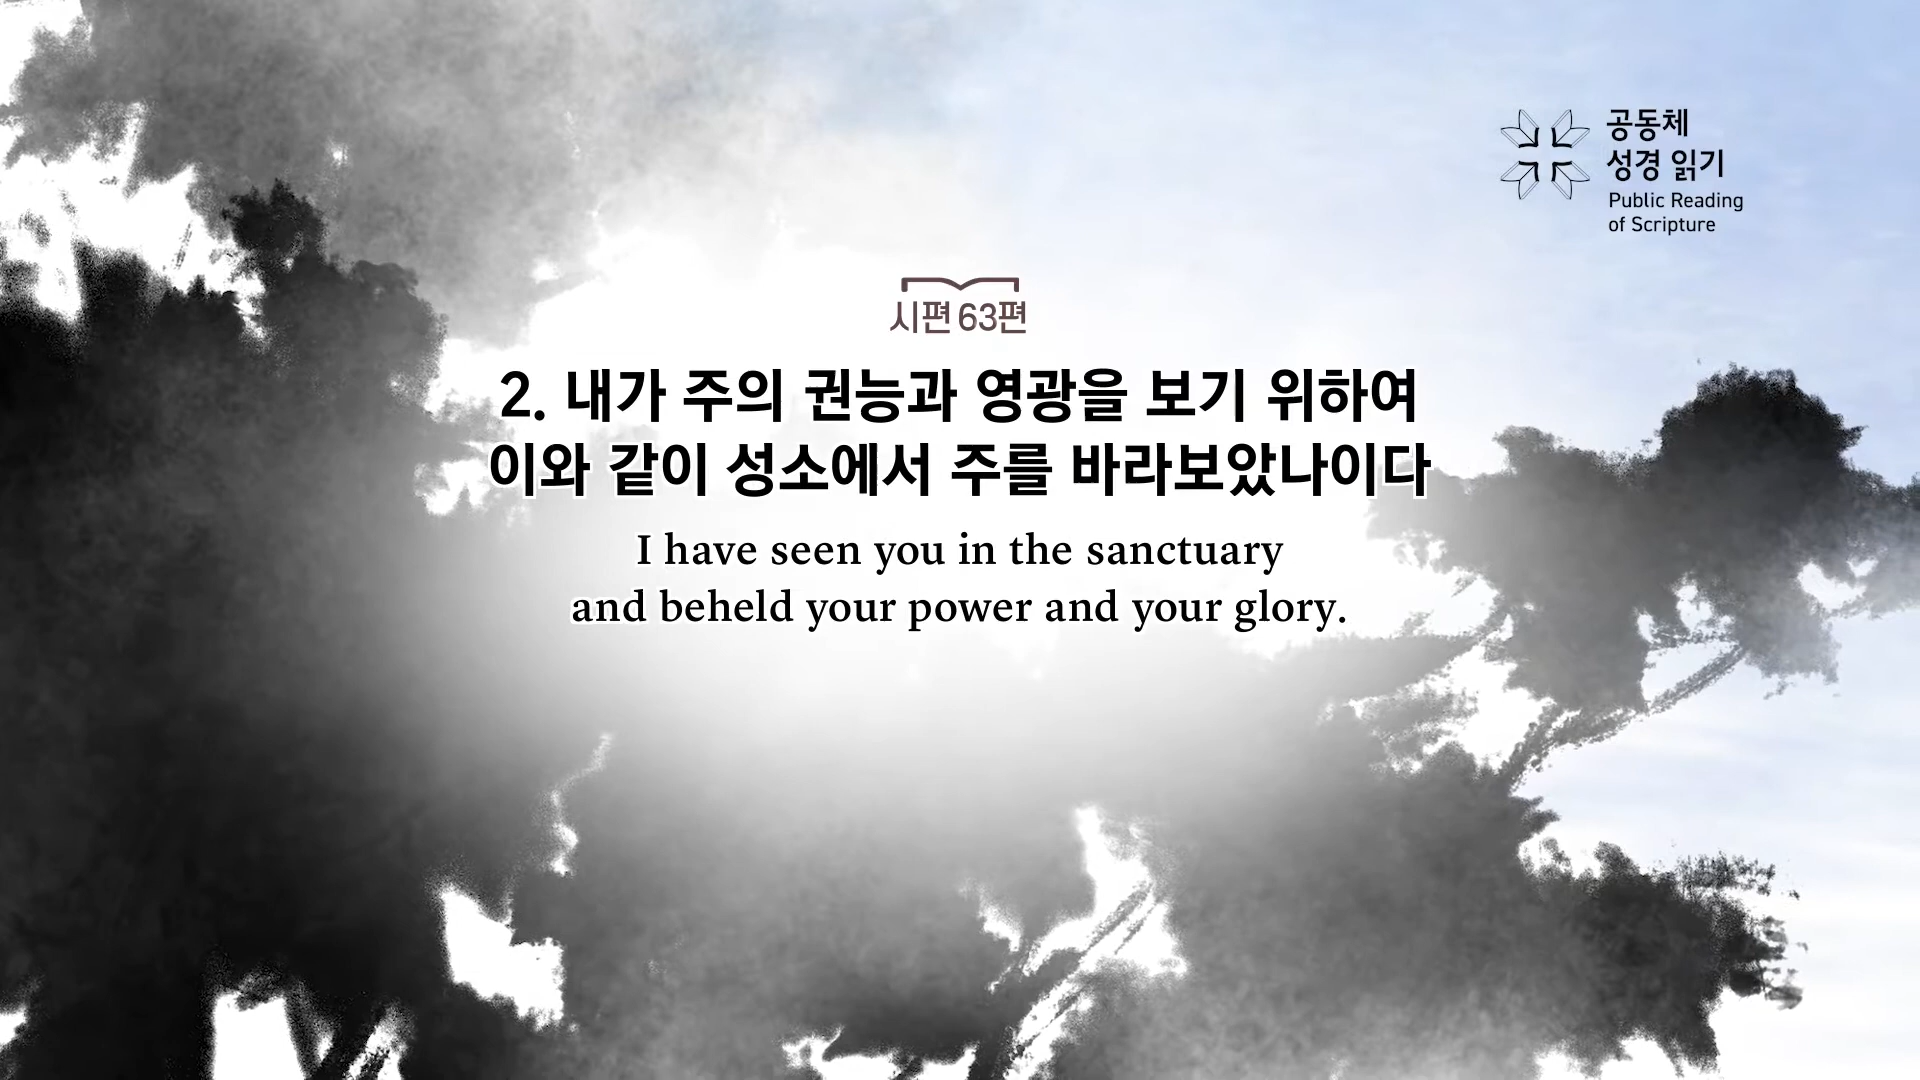 공동체
성경 읽기
Public Reading
of Scripture
시편 63편
2. 내가 주의 권능과 영광을 보기 위하여
이와 같이 성소에서 주를 바라보았나이다
I have seen you in the sanctuary
and beheld your power and your glory.